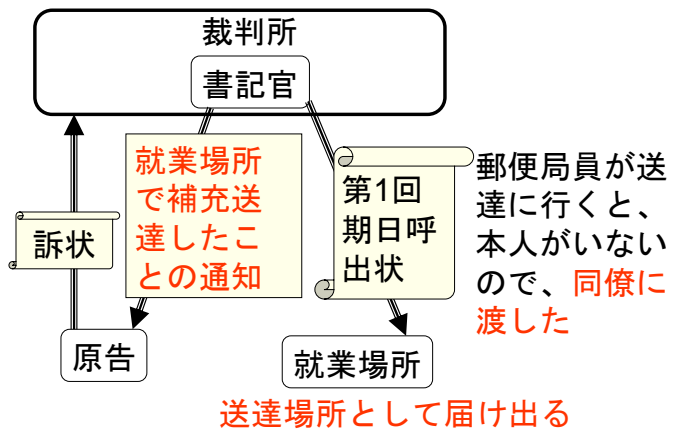 裁判所
書記官
就業場所
で補充送
達したこ
との通知
第1回
期日呼
出状
郵便局員が送
達に行くと、
本人がいない
ので、同僚に
渡した
訴状
原告
就業場所
送達場所として届け出る